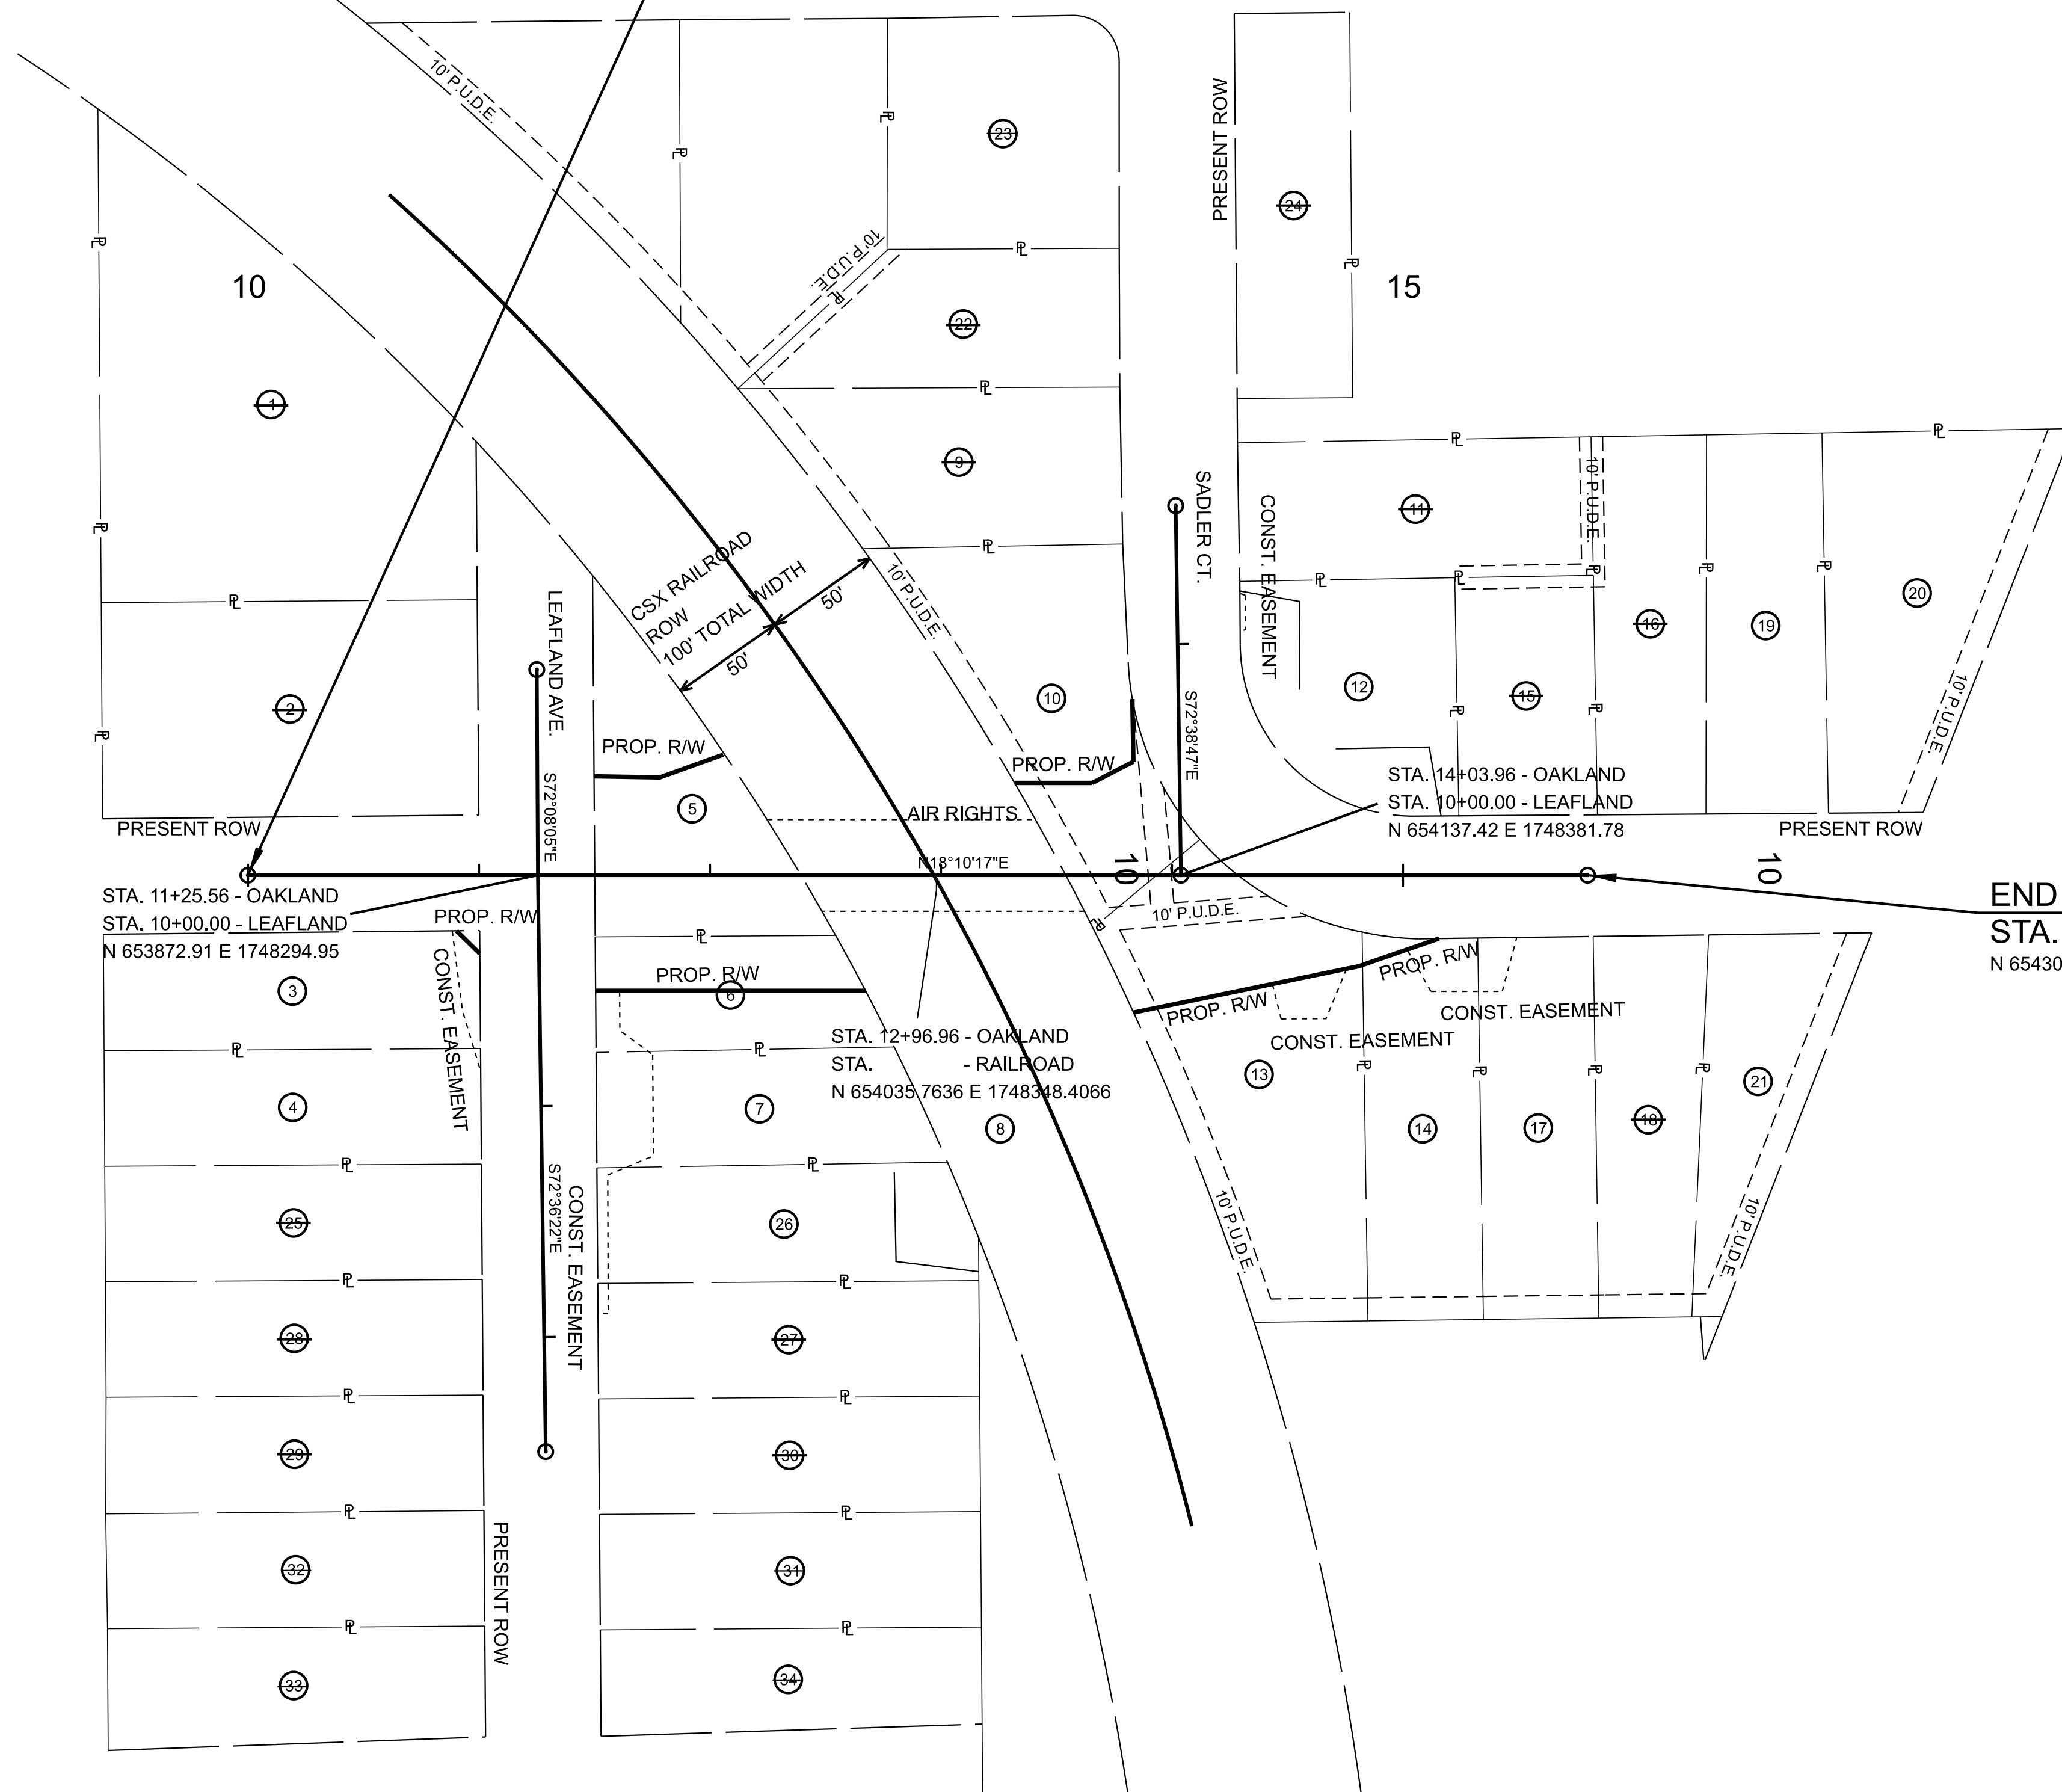 10' P.U.D.E.
23
PRESENT ROW
24
10' P.U.D.E.
10
15
22
1
9
SADLER CT.
11
10' P.U.D.E.
CONST. EASEMENT
CSX RAILROAD
ROW
100' TOTAL WIDTH
50'
50'
10' P.U.D.E.
LEAFLAND AVE.
20
16
19
2
10
12
15
10' P.U.D.E.
S72°38'47"E
PROP. R/W
PROP. R/W
5
AIR RIGHTS
S72°08'05"E
STA. 14+03.96 - OAKLAND
STA. 10+00.00 - LEAFLAND
N 654137.42 E 1748381.78
PRESENT ROW
PRESENT ROW
N18°10'17"E
10
10
STA. 11+25.56 - OAKLAND
STA. 10+00.00 - LEAFLAND
N 653872.91 E 1748294.95
PROP. R/W
10' P.U.D.E.
END
STA.
N 65430
3
CONST. EASEMENT
PROP. R/W
6
PROP. R/W
PROP. R/W
CONST. EASEMENT
CONST. EASEMENT
STA. 12+96.96 - OAKLAND
STA. - RAILROAD
N 654035.7636 E 1748348.4066
4
7
8
13
14
17
18
21
S72°36'22"E
CONST. EASEMENT
10' P.U.D.E.
10' P.U.D.E.
25
26
28
27
29
30
PRESENT ROW
32
31
33
34